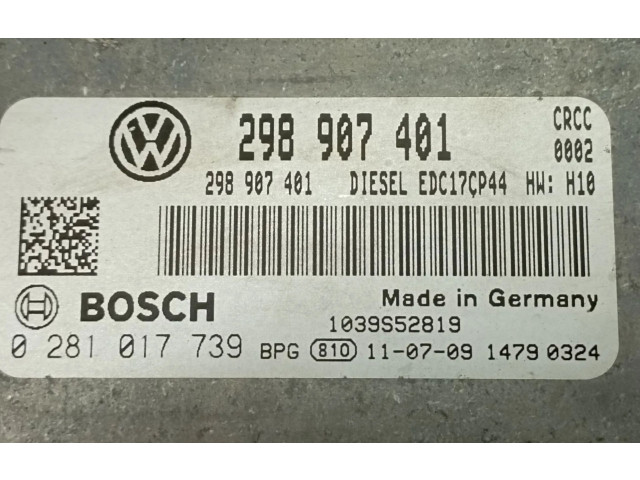 298 907 401 CRCC
0002
298 907 401 DIESEL EDC17CP44 HW: H10
BOSCH Made in Germany
1039S52819
0 281 017 739 BPG 810 11-07-09 1479 0324